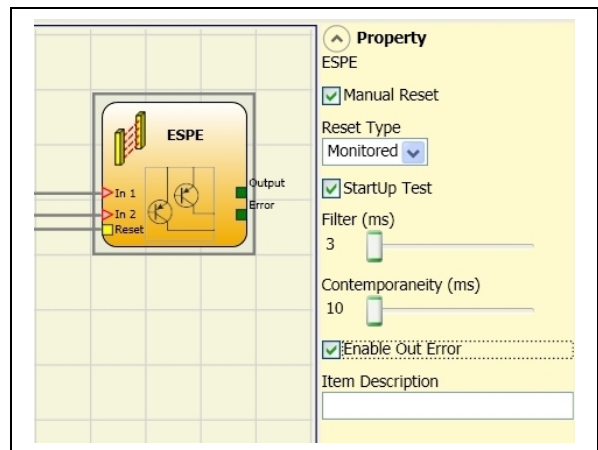 ESPE
In 1
In 2
Reset
Output
Error
Property
ESPE
Manual Reset
Reset Type
Monitored
StartUp Test
Filter (ms)
3
Contemporaneity (ms)
10
Enable Out Error
Item Description